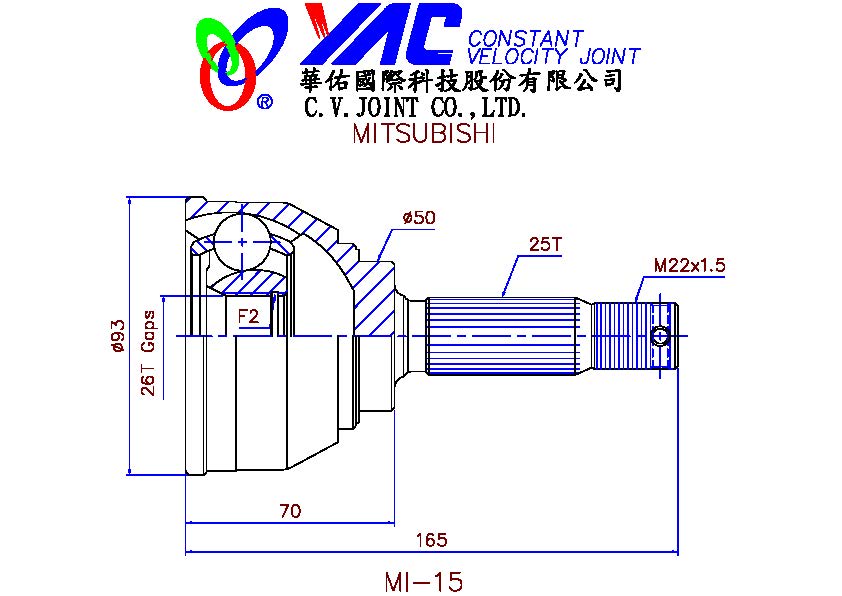 YAC CONSTANT
VELOCITY JOINT
®
華佑國際科技股份有限公司
C.V.JOINT CO.,LTD.
MITSUBISHI
ø50
25T
M22x1.5
F2
ø93
26T Gaps
70
165
MI-15